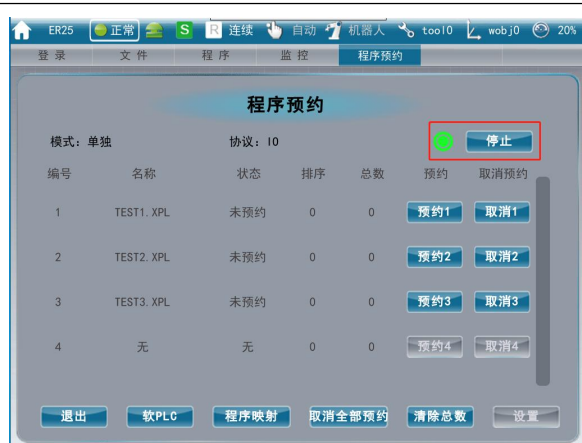 ER25 正常 S R 连续 自动 机器人 tool0 wobj0 20%
登录 文件 程序 监控 程序预约
程序预约
模式：单独 协议：IO 停止
编号 名称 状态 排序 总数 预约 取消预约
1 TEST1.XPL 未预约 0 0 预约1 取消1
2 TEST2.XPL 未预约 0 0 预约2 取消2
3 TEST3.XPL 未预约 0 0 预约3 取消3
4 无 无 0 0 预约4 取消4
退出 软PLC 程序映射 取消全部预约 清除总数 设置